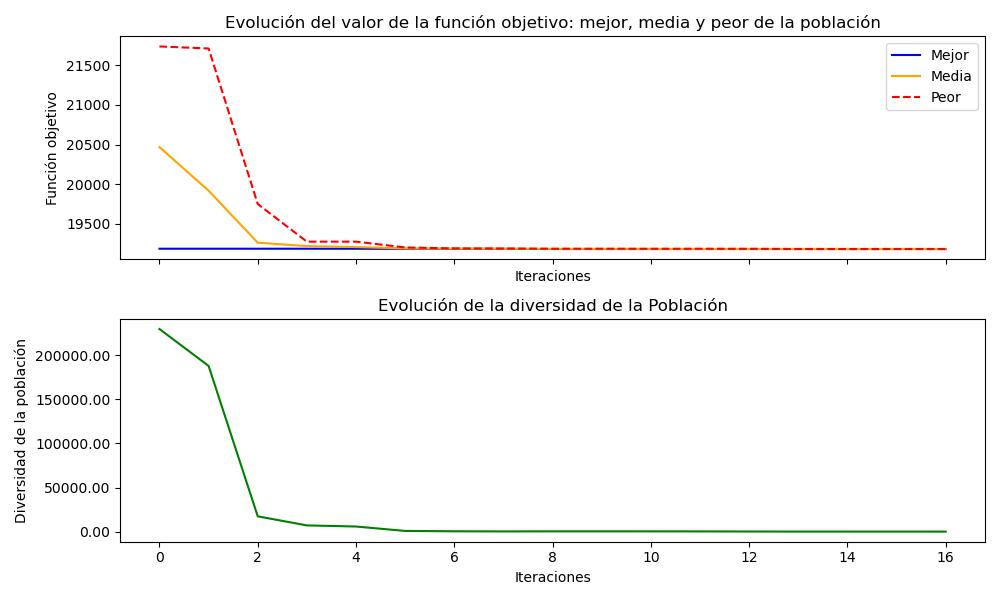 Evolución del valor de la función objetivo: mejor, media y peor de la población
Función objetivo
21500
21000
20500
20000
19500
Mejor
Media
Peor
Iteraciones
Evolución de la diversidad de la Población
Diversidad de la población
200000.00
150000.00
100000.00
50000.00
0.00
0 2 4 6 8 10 12 14 16
Iteraciones